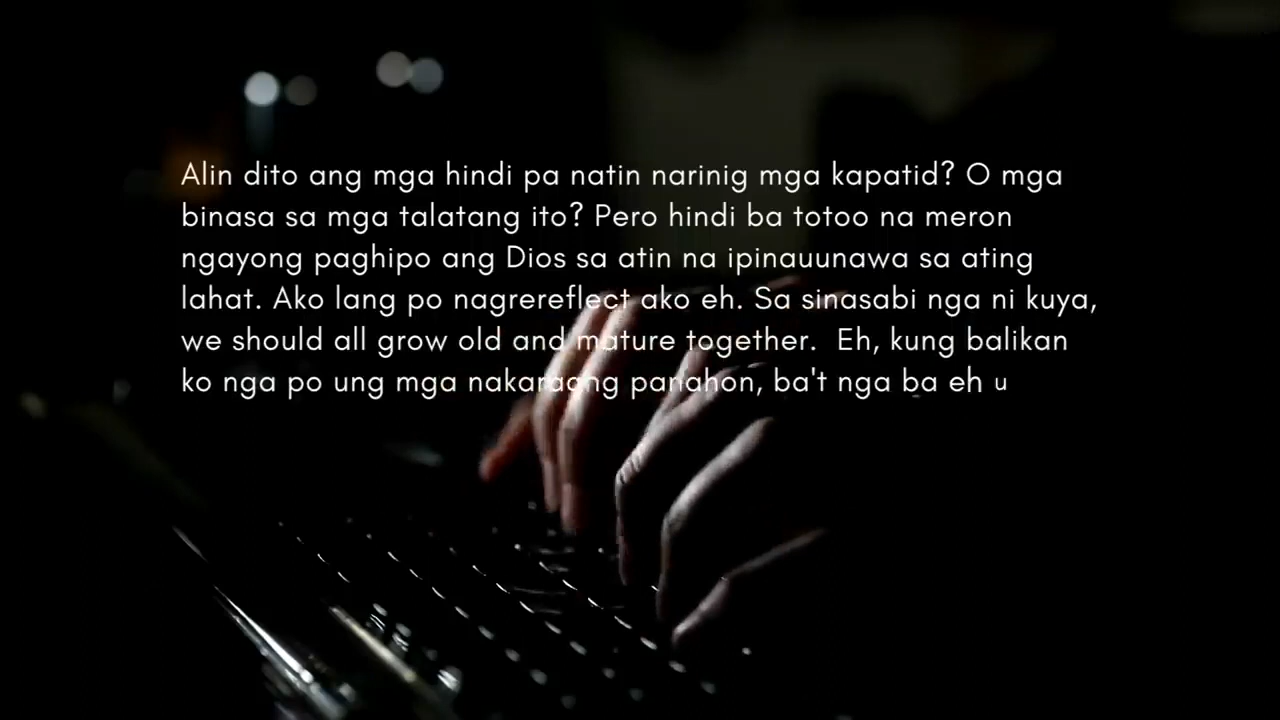 Alin dito ang mga hindi pa natin narinig mga kapatid? O mga
binasa sa mga talatang ito? Pero hindi ba totoo na meron
ngayong paghipo ang Dios sa atin na ipinauunawa sa ating
lahat. Ako lang po nagrereflect ako eh. Sa sinasabi nga ni kuya,
we should all grow old and mature together.  Eh, kung balikan
ko nga po ung mga nakaraang panahon, ba't nga ba eh u